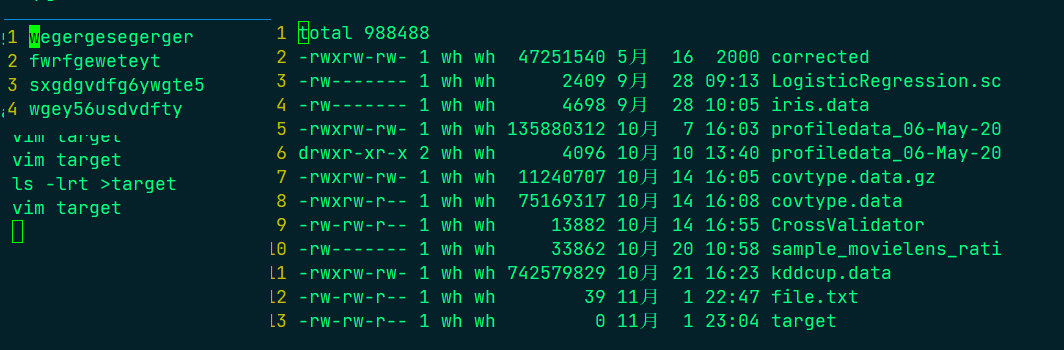 1 wegergesegerger
2 fwrfgeweteyt
3 sxgdgvdfg6ywgte5
4 wgey56usdvdfty
vim target
vim target
ls -lrt >target
vim target
1 total 988488
2 -rwxrw-rw- 1 wh wh  47251540 5月  16  2000 corrected
3 -rw------- 1 wh wh      2409 9月  28 09:13 LogisticRegression.sc
4 -rw------- 1 wh wh      4698 9月  28 10:05 iris.data
5 -rwxrw-rw- 1 wh wh 135880312 10月  7 16:03 profiledata_06-May-20
6 drwxr-xr-x 2 wh wh      4096 10月 10 13:40 profiledata_06-May-20
7 -rwxrw-rw- 1 wh wh  11240707 10月 14 16:05 covtype.data.gz
8 -rwxrw-r-- 1 wh wh  75169317 10月 14 16:08 covtype.data
9 -rw-rw-r-- 1 wh wh     13882 10月 14 16:55 CrossValidator
10 -rw------- 1 wh wh     33862 10月 20 10:58 sample_movielens_rati
11 -rwxrw-rw- 1 wh wh 742579829 10月 21 16:23 kddcup.data
12 -rw-rw-r-- 1 wh wh        39 11月  1 22:47 file.txt
13 -rw-rw-r-- 1 wh wh         0 11月  1 23:04 target